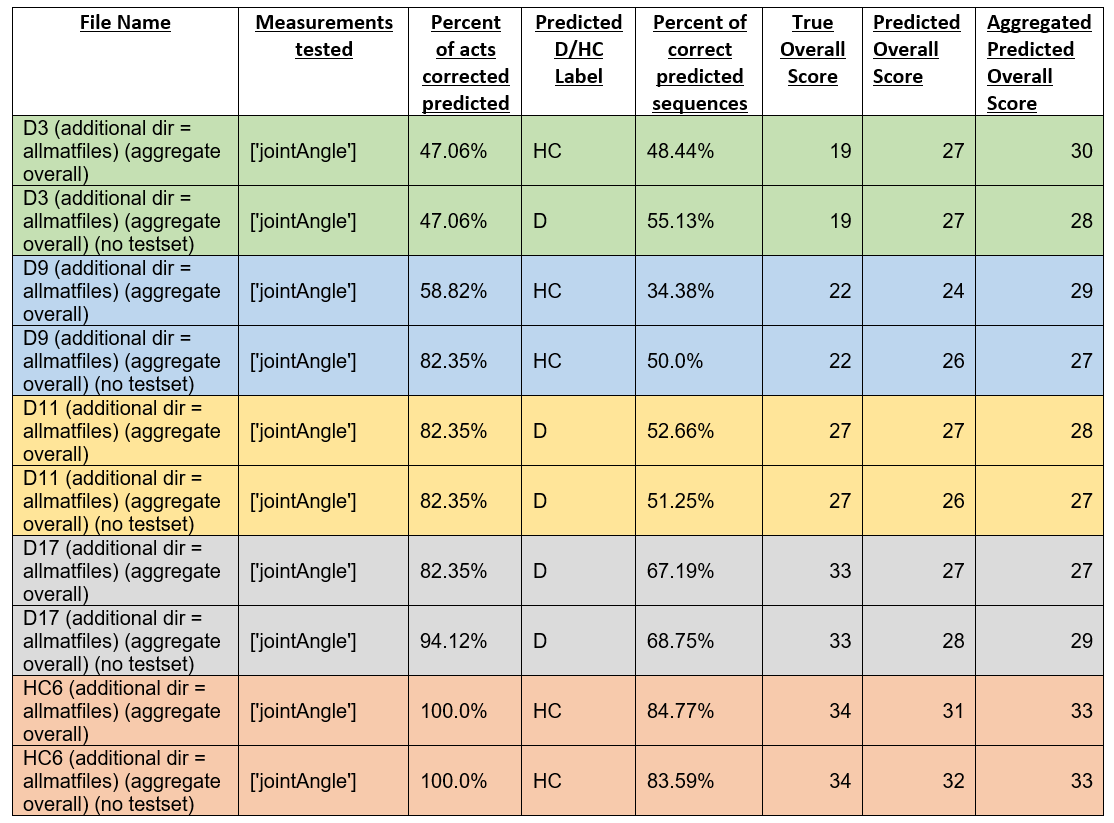 File Name Measurements tested Percent of acts corrected predicted Predicted D/HC Label Percent of correct predicted sequences True Overall Score Predicted Overall Score Aggregated Predicted Overall Score
D3 (additional dir = allmatfiles) (aggregate overall) ['jointAngle'] 47.06% HC 48.44% 19 27 30
D3 (additional dir = allmatfiles) (aggregate overall) (no testset) ['jointAngle'] 47.06% D 55.13% 19 27 28
D9 (additional dir = allmatfiles) (aggregate overall) ['jointAngle'] 58.82% HC 34.38% 22 24 29
D9 (additional dir = allmatfiles) (aggregate overall) (no testset) ['jointAngle'] 82.35% HC 50.0% 22 26 27
D11 (additional dir = allmatfiles) (aggregate overall) ['jointAngle'] 82.35% D 52.66% 27 27 28
D11 (additional dir = allmatfiles) (aggregate overall) (no testset) ['jointAngle'] 82.35% D 51.25% 27 26 27
D17 (additional dir = allmatfiles) (aggregate overall) ['jointAngle'] 82.35% D 67.19% 33 27 27
D17 (additional dir = allmatfiles) (aggregate overall) (no testset) ['jointAngle'] 94.12% D 68.75% 33 28 29
HC6 (additional dir = allmatfiles) (aggregate overall) ['jointAngle'] 100.0% HC 84.77% 34 31 33
HC6 (additional dir = allmatfiles) (aggregate overall) (no testset) ['jointAngle'] 100.0% HC 83.59% 34 32 33